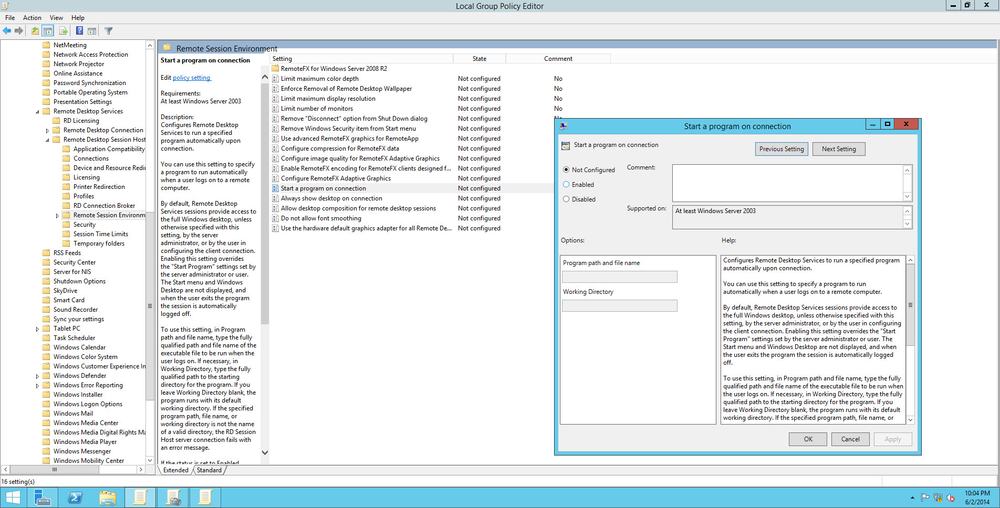 Local Group Policy Editor
File Action View Help
NetMeeting
Network Access Protection
Network Projector
Online Assistance
Password Synchronization
Portable Operating System
Presentation Settings
Remote Desktop Services
RD Licensing
Remote Desktop Connection
Remote Desktop Session Host
Application Compatibility
Connections
Device and Resource Redi
Licensing
Printer Redirection
Profiles
RD Connection Broker
Remote Session Environm
Security
Session Time Limits
Temporary folders
RSS Feeds
Security Center
Server for NIS
Shutdown Options
SkyDrive
Smart Card
Sound Recorder
Sync your settings
Tablet PC
Task Scheduler
Windows Calendar
Windows Color System
Windows Customer Experience In
Windows Defender
Windows Error Reporting
Windows Installer
Windows Logon Options
Windows Mail
Windows Media Center
Windows Media Digital Rights Ma
Windows Media Player
Windows Messenger
Windows Mobility Center
Remote Session Environment
Start a program on connection
Edit policy setting
Requirements:
At least Windows Server 2003
Description:
Configures Remote Desktop
Services to run a specified
program automatically upon
connection.
You can use this setting to specify
a program to run automatically
when a user logs on to a remote
computer.
By default, Remote Desktop
Services sessions provide access to
the full Windows desktop, unless
otherwise specified with this
setting, by the server
administrator, or by the user in
configuring the client connection.
Enabling this setting overrides
the "Start Program" settings set by
the server administrator or user.
The Start menu and Windows
Desktop are not displayed, and
when the user exits the program
the session is automatically
logged off.
To use this setting, in Program
path and file name, type the fully
qualified path and file name of the
executable file to be run when the
user logs on. If necessary, in
Working Directory, type the fully
qualified path to the starting
directory for the program. If you
leave Working Directory blank, the
program runs with its default
working directory. If the specified
program path, file name, or
working directory is not the name
of a valid directory, the RD Session
Host server connection fails with
an error message.
If the status is set to Enabled
Setting State Comment
RemoteFX for Windows Server 2008 R2
Limit maximum color depth Not configured No
Enforce Removal of Remote Desktop Wallpaper Not configured No
Limit maximum display resolution Not configured No
Limit number of monitors Not configured No
Remove "Disconnect" option from Shut Down dialog Not configured No
Remove Windows Security item from Start menu Not configured
Use advanced RemoteFX graphics for RemoteApp Not configured
Configure compression for RemoteFX data Not configured
Configure image quality for RemoteFX Adaptive Graphics Not configured
Enable RemoteFX encoding for RemoteFX clients designed f... Not configured
Configure RemoteFX Adaptive Graphics Not configured
Start a program on connection Not configured
Always show desktop on connection Not configured
Allow desktop composition for remote desktop sessions Not configured
Do not allow font smoothing Not configured
Use the hardware default graphics adapter for all Remote De... Not configured
Extended Standard
Start a program on connection
Start a program on connection
Previous Setting Next Setting
Not Configured
Enabled
Disabled
Comment:
Supported on: At least Windows Server 2003
Options: Help:
Program path and file name
Working Directory
Configures Remote Desktop Services to run a specified program
automatically upon connection.
You can use this setting to specify a program to run
automatically when a user logs on to a remote computer.
By default, Remote Desktop Services sessions provide access to
the full Windows desktop, unless otherwise specified with this
setting, by the server administrator, or by the user in configuring
the client connection. Enabling this setting overrides the "Start
Program" settings set by the server administrator or user. The
Start menu and Windows Desktop are not displayed, and when
the user exits the program the session is automatically logged
off.
To use this setting, in Program path and file name, type the fully
qualified path and file name of the executable file to be run when
the user logs on. If necessary, in Working Directory, type the fully
qualified path to the starting directory for the program. If you
leave Working Directory blank, the program runs with its default
working directory. If the specified program path, file name, or
OK Cancel Apply
16 setting(s)
10:04 PM
6/2/2014